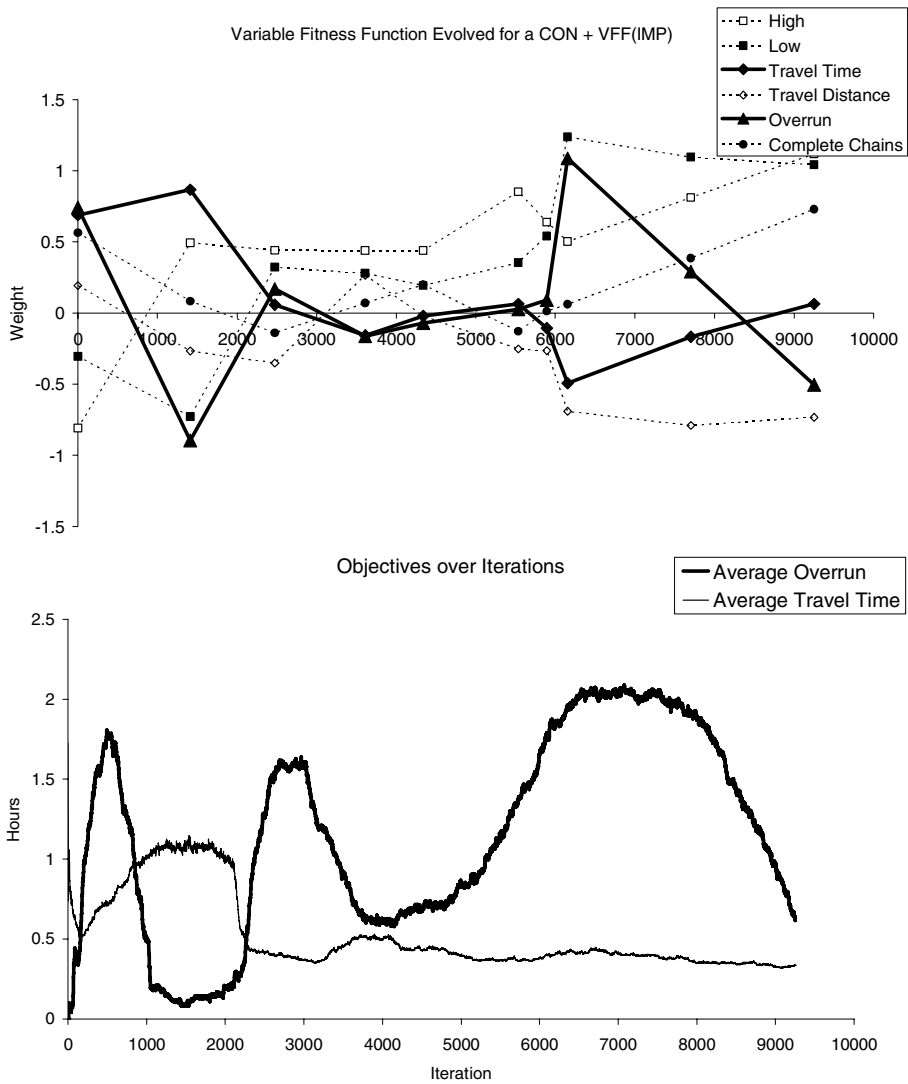 Variable Fitness Function Evolved for a CON + VFF(IMP)
High
Low
Travel Time
Travel Distance
Overrun
Complete Chains
1.5
1
0.5
0
-0.5
-1
-1.5
Weight
0 1000 2000 3000 4000 5000 6000 7000 8000 9000 10000
Objectives over Iterations
Average Overrun
Average Travel Time
2.5
2
1.5
1
0.5
0
Hours
0 1000 2000 3000 4000 5000 6000 7000 8000 9000 10000
Iteration